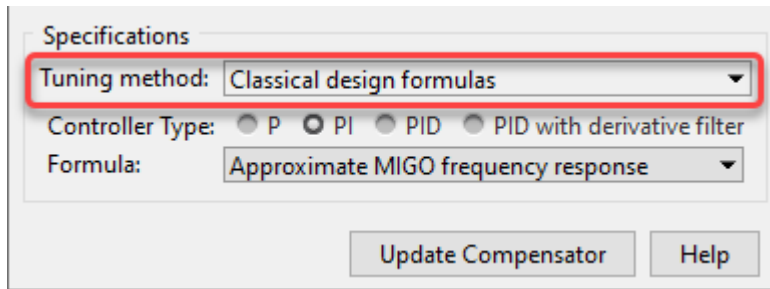 Specifications
Tuning method: Classical design formulas
Controller Type: P PI PID PID with derivative filter
Formula: Approximate MIGO frequency response
Update Compensator Help